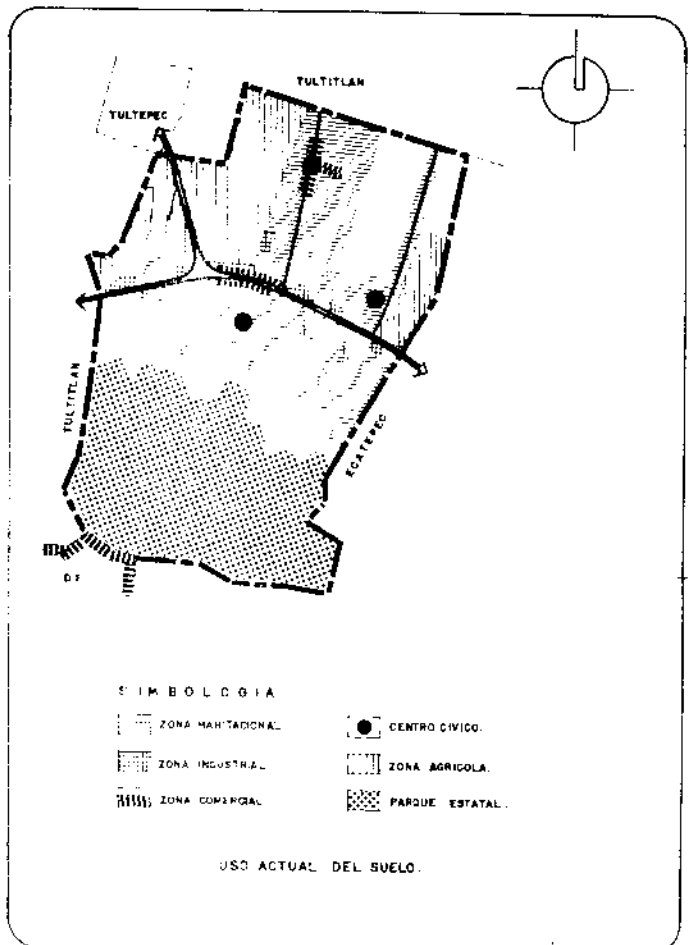 TULTITLAN
TULTEPEC
TULTITLAN
ECATEPEC
D F
SIMBOLOGIA
ZONA HABITACIONAL
CENTRO CIVICO.
ZONA INDUSTRIAL
ZONA AGRICOLA.
ZONA COMERCIAL
PARQUE ESTATAL.
USO ACTUAL DEL SUELO.